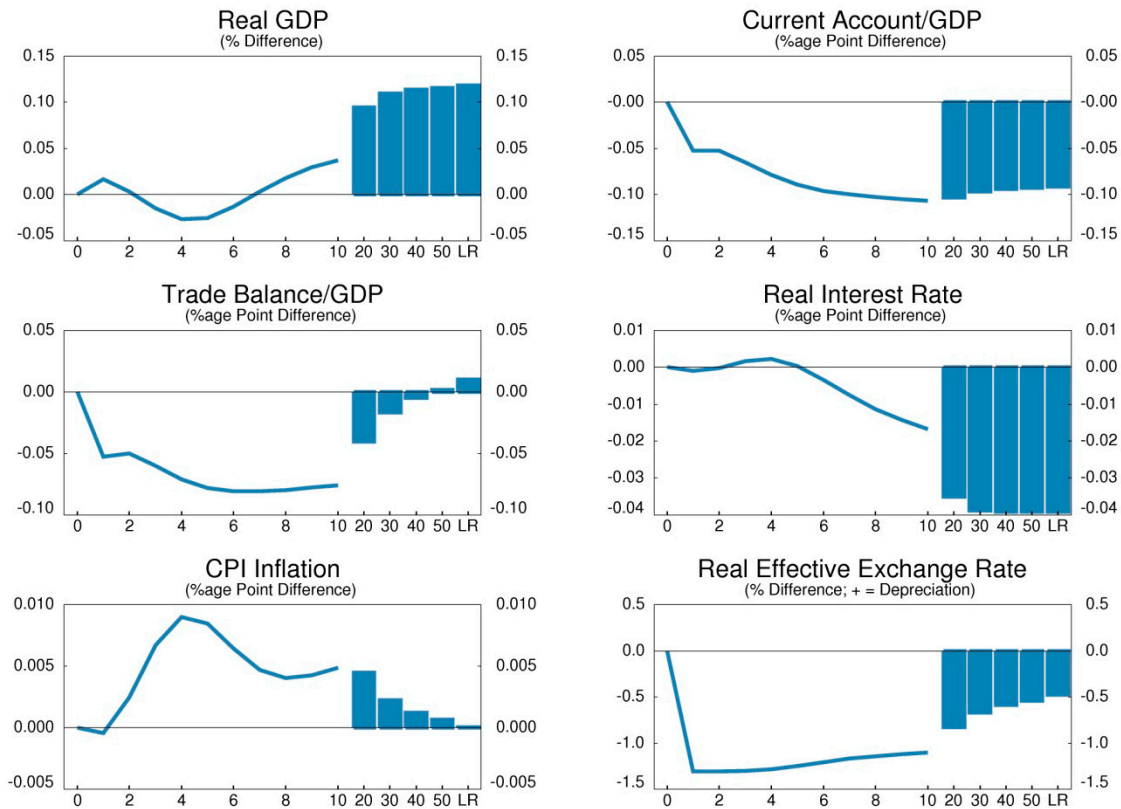 Real GDP
(% Difference)
0.15 0.15
0.10 0.10
0.05 0.05
0.00 0.00
-0.05 -0.05
0 2 4 6 8 10 20 30 40 50 LR
Current Account/GDP
(%age Point Difference)
0.05 0.05
-0.00 -0.00
-0.05 -0.05
-0.10 -0.10
-0.15 -0.15
0 2 4 6 8 10 20 30 40 50 LR
Trade Balance/GDP
(%age Point Difference)
0.05 0.05
0.00 0.00
-0.05 -0.05
-0.10 -0.10
0 2 4 6 8 10 20 30 40 50 LR
Real Interest Rate
(%age Point Difference)
0.01 0.01
0.00 0.00
-0.01 -0.01
-0.02 -0.02
-0.03 -0.03
-0.04 -0.04
0 2 4 6 8 10 20 30 40 50 LR
CPI Inflation
(%age Point Difference)
0.010 0.010
0.005 0.005
0.000 0.000
-0.005 -0.005
0 2 4 6 8 10 20 30 40 50 LR
Real Effective Exchange Rate
(% Difference; + = Depreciation)
0.5 0.5
0.0 0.0
-0.5 -0.5
-1.0 -1.0
-1.5 -1.5
0 2 4 6 8 10 20 30 40 50 LR